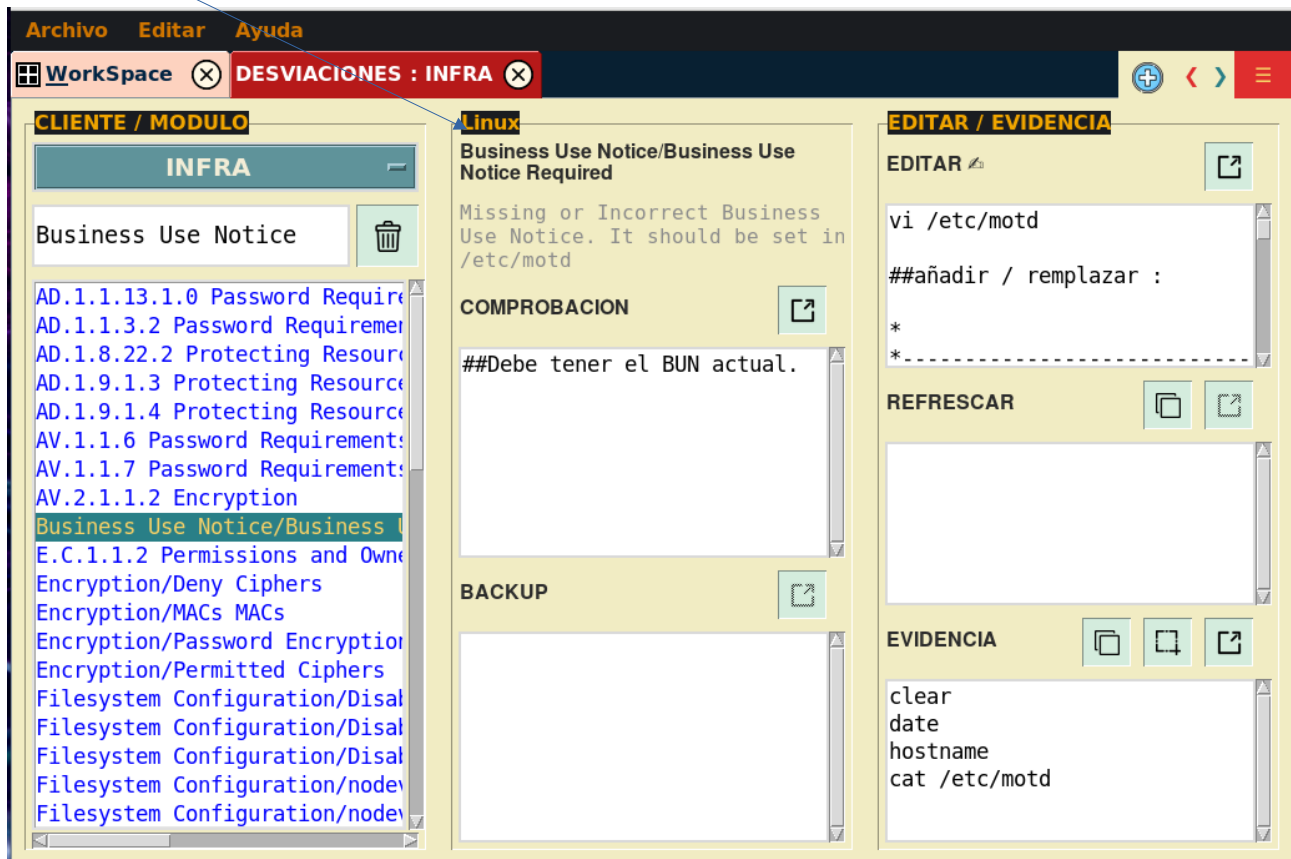 Archivo Editar Ayuda
WorkSpace DESVIACIONES : INFRA
CLIENTE / MODULO
INFRA
Business Use Notice
AD.1.1.13.1.0 Password Require
AD.1.1.3.2 Password Requiremen
AD.1.8.22.2 Protecting Resourc
AD.1.9.1.3 Protecting Resource
AD.1.9.1.4 Protecting Resource
AV.1.1.6 Password Requirements
AV.1.1.7 Password Requirements
AV.2.1.1.2 Encryption
Business Use Notice/Business U
E.C.1.1.2 Permissions and Owne
Encryption/Deny Ciphers
Encryption/MACs MACs
Encryption/Password Encryption
Encryption/Permitted Ciphers
Filesystem Configuration/Disab
Filesystem Configuration/Disab
Filesystem Configuration/Disab
Filesystem Configuration/nodev
Filesystem Configuration/nodev
Linux
Business Use Notice/Business Use
Notice Required
Missing or Incorrect Business
Use Notice. It should be set in
/etc/motd
COMPROBACION
##Debe tener el BUN actual.
BACKUP
EDITAR / EVIDENCIA
EDITAR ✍
vi /etc/motd
##añadir / remplazar :
*
*----------------------------
REFRESCAR
EVIDENCIA
clear
date
hostname
cat /etc/motd